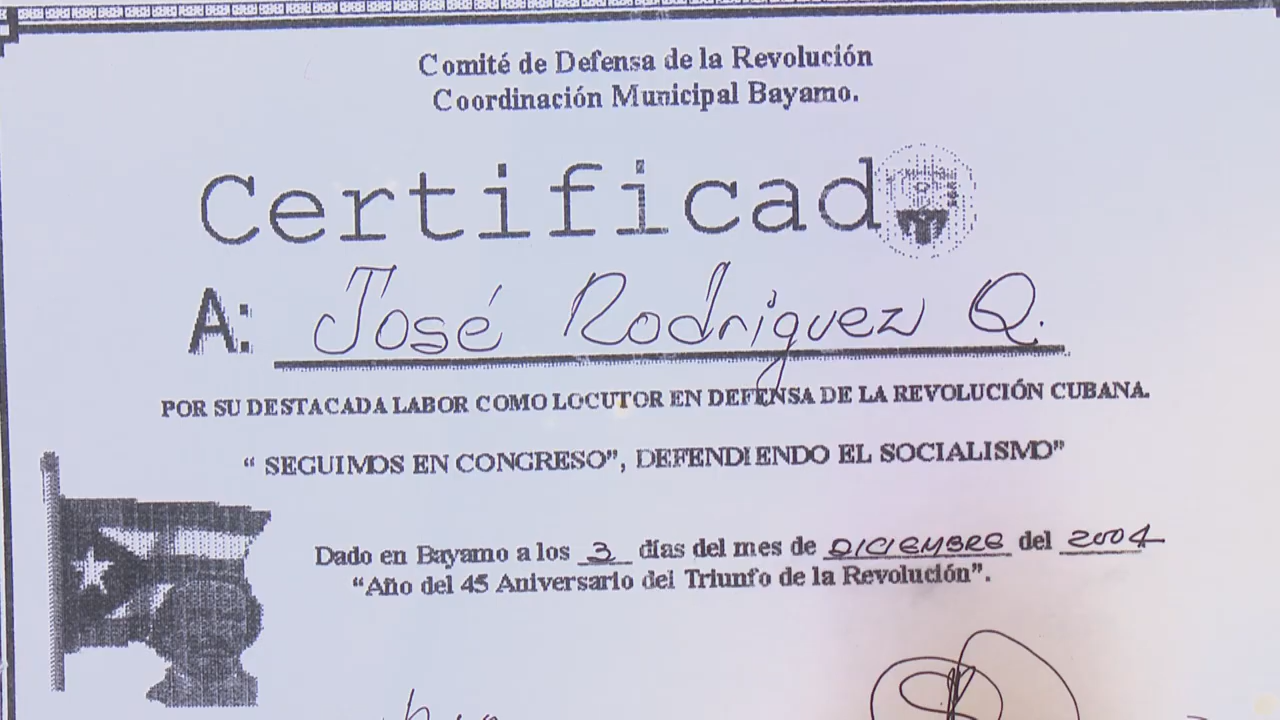 Comité de Defensa de la Revolución
Coordinación Municipal Bayamo.
Certificado
A: José Rodriguez Q.
POR SU DESTACADA LABOR COMO LOCUTOR EN DEFENSA DE LA REVOLUCIÓN CUBANA.
“ SEGUIMOS EN CONGRESO”, DEFENDIENDO EL SOCIALISMO”
Dado en Bayamo a los 3 días del mes de DICIEMBRE del 2004
“Año del 45 Aniversario del Triunfo de la Revolución”.